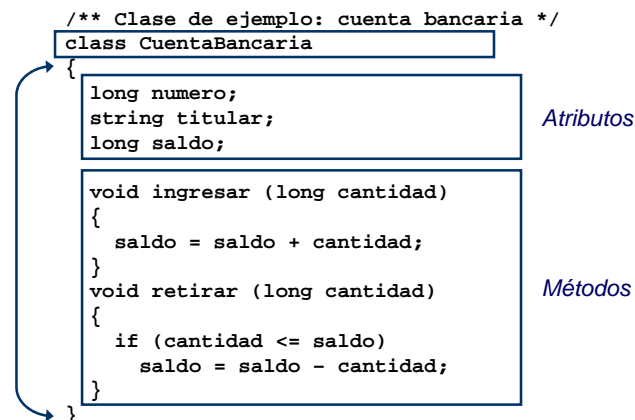 /** Clase de ejemplo: cuenta bancaria */
class CuentaBancaria
{
long numero;
string titular;
long saldo;
Atributos
void ingresar (long cantidad)
{
saldo = saldo + cantidad;
}
void retirar (long cantidad)
{
if (cantidad <= saldo)
saldo = saldo – cantidad;
}
Métodos
}